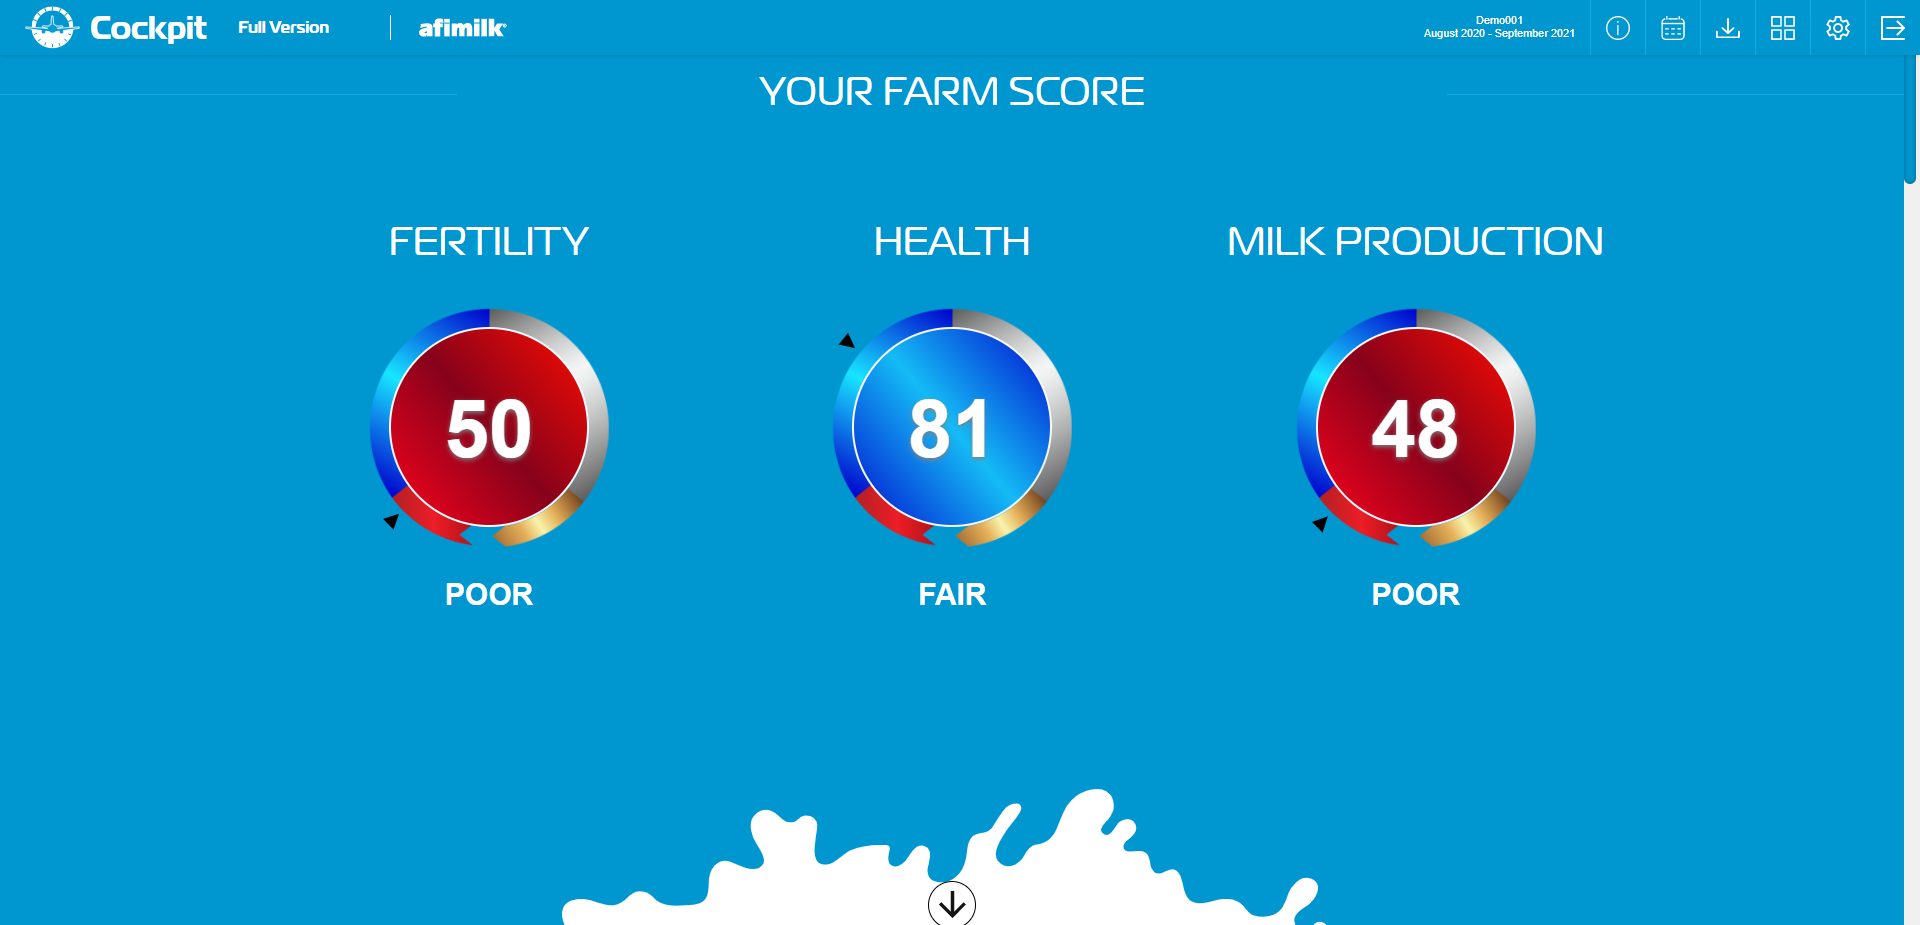 Cockpit Full Version afimilk
Demo001
August 2020 - September 2021
YOUR FARM SCORE
FERTILITY HEALTH MILK PRODUCTION
50 81 48
POOR FAIR POOR